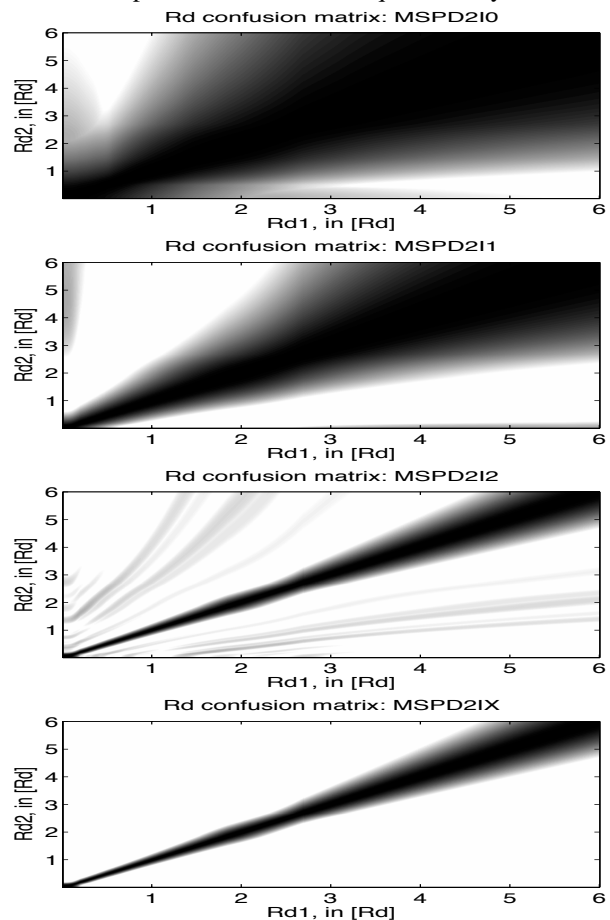 Rd confusion matrix: MSPD2I0
6
5
4
3
2
1
Rd2, in [Rd]
1 2 3 4 5 6
Rd1, in [Rd]
Rd confusion matrix: MSPD2I1
6
5
4
3
2
1
Rd2, in [Rd]
1 2 3 4 5 6
Rd1, in [Rd]
Rd confusion matrix: MSPD2I2
6
5
4
3
2
1
Rd2, in [Rd]
1 2 3 4 5 6
Rd1, in [Rd]
Rd confusion matrix: MSPD2IX
6
5
4
3
2
1
Rd2, in [Rd]
1 2 3 4 5 6
Rd1, in [Rd]